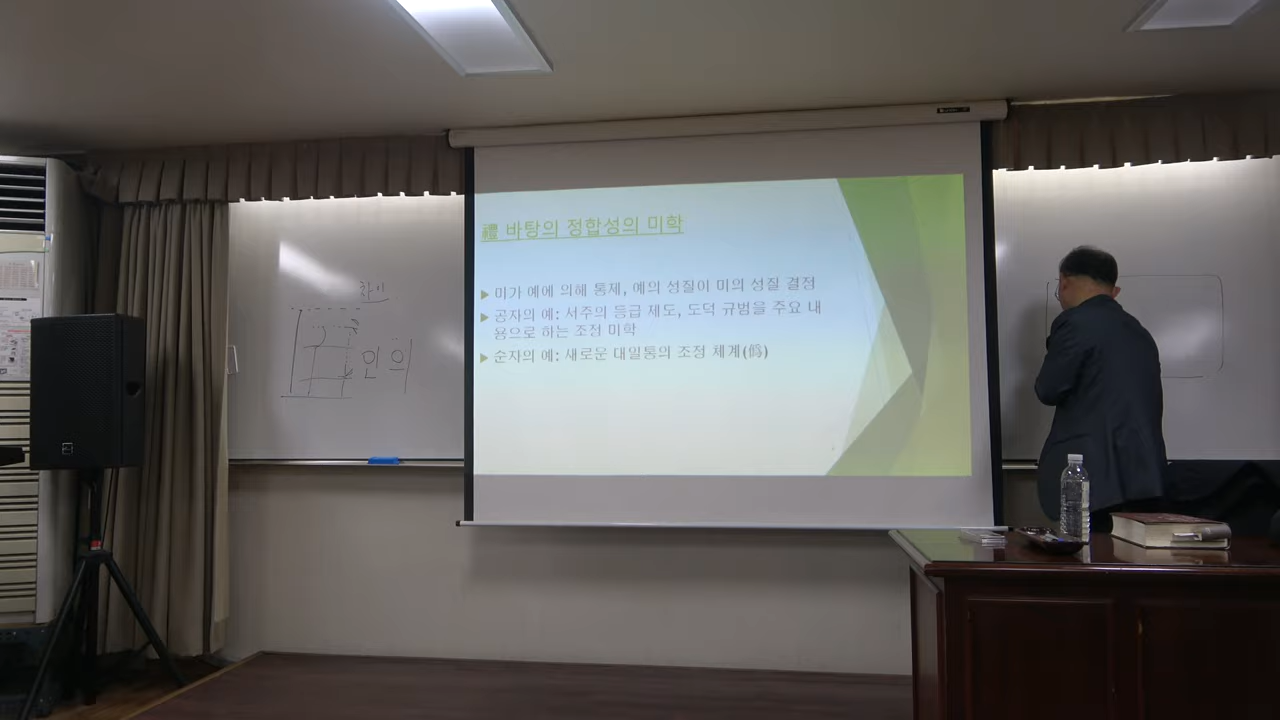 禮 바탕의 정합성의 미학
미가 예에 의해 통제, 예의 성질이 미의 성질 결정
공자의 예: 서주의 등급 제도, 도덕 규범을 주요 내
용으로 하는 조정 미학
순자의 예: 새로운 대일통의 조정 체계(僞)
차이
인의